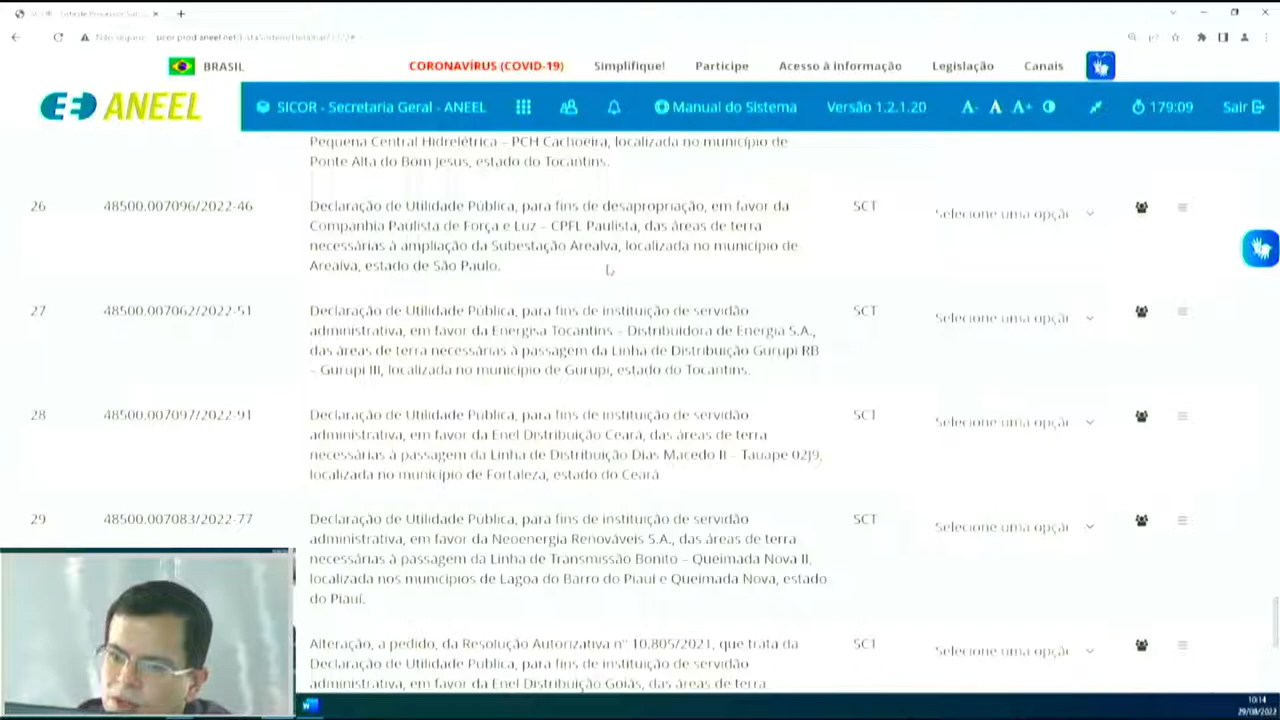 BRASIL
CORONAVÍRUS (COVID-19)
Simplifique!
Participe
Acesso à informação
Legislação
Canais
ANEEL
SICOR - Secretaria Geral - ANEEL
Manual do Sistema
Versão 1.2.1.20
A-
A
A+
179:09
Sair
Pequena Central Hidrelétrica – PCH Cachoeira, localizada no município de
Ponte Alta do Bom Jesus, estado do Tocantins.
26
48500.007096/2022-46
Declaração de Utilidade Pública, para fins de desapropriação, em favor da
Companhia Paulista de Força e Luz – CPFL Paulista, das áreas de terra
necessárias à ampliação da Subestação Arealva, localizada no município de
Arealva, estado de São Paulo.
SCT
Selecione uma opção
27
48500.007062/2022-51
Declaração de Utilidade Pública, para fins de instituição de servidão
administrativa, em favor da Energisa Tocantins – Distribuidora de Energia S.A.,
das áreas de terra necessárias à passagem da Linha de Distribuição Gurupi RB
– Gurupi III, localizada no município de Gurupi, estado do Tocantins.
SCT
Selecione uma opção
28
48500.007097/2022-91
Declaração de Utilidade Pública, para fins de instituição de servidão
administrativa, em favor da Enel Distribuição Ceará, das áreas de terra
necessárias à passagem da Linha de Distribuição Dias Macedo II – Tauape 02J9,
localizada no município de Fortaleza, estado do Ceará
SCT
Selecione uma opção
29
48500.007083/2022-77
Declaração de Utilidade Pública, para fins de instituição de servidão
administrativa, em favor da Neoenergia Renováveis S.A., das áreas de terra
necessárias à passagem da Linha de Transmissão Bonito – Queimada Nova II,
localizada nos municípios de Lagoa do Barro do Piauí e Queimada Nova, estado
do Piauí.
SCT
Selecione uma opção
Alteração, a pedido, da Resolução Autorizativa nº 10.805/2021, que trata da
Declaração de Utilidade Pública, para fins de instituição de servidão
administrativa, em favor da Enel Distribuição Goiás, das áreas de terra
SCT
Selecione uma opção
10:14
29/08/2022